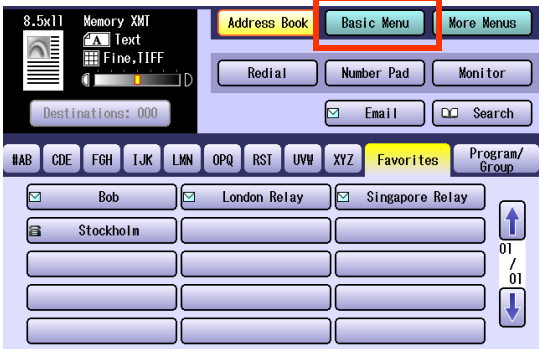 8.5x11 Memory XMT
A Text
Fine,TIFF
D
Destinations: 000
Address Book Basic Menu More Menus
Redial Number Pad Monitor
Email Search
#AB CDE FGH IJK LMN OPQ RST UVW XYZ Favorites Program/
Group
Bob London Relay Singapore Relay
Stockholm
01
/
01